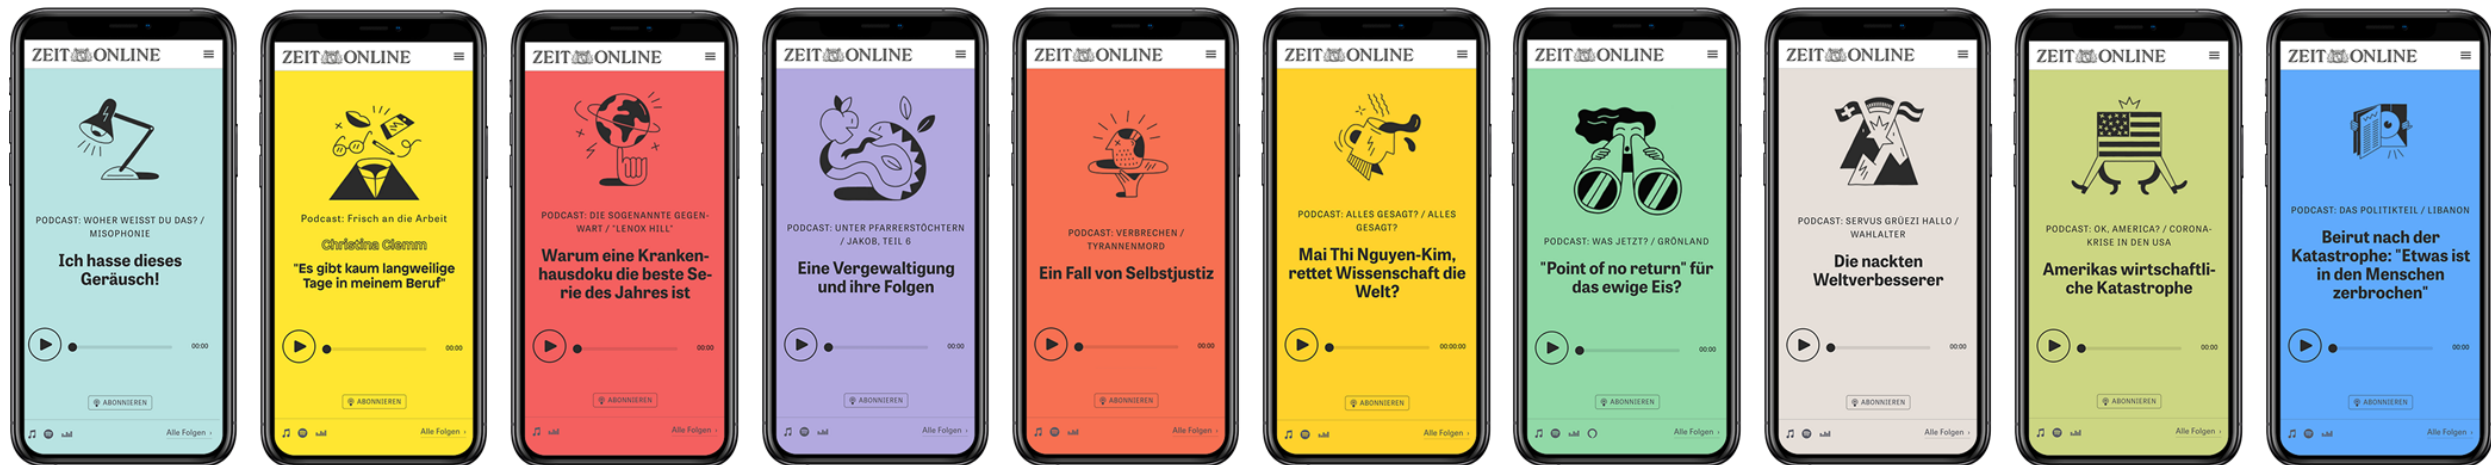 ZEIT ONLINE
PODCAST: WOHER WEISST DU DAS? /
MISOPHONIE
Ich hasse dieses
Geräusch!
00:00
ABONNIEREN
Alle Folgen ›
ZEIT ONLINE
Podcast: Frisch an die Arbeit
Christina Clemm
"Es gibt kaum langweilige
Tage in meinem Beruf"
00:00
ABONNIEREN
Alle Folgen ›
ZEIT ONLINE
PODCAST: DIE SOGENANNTE GEGEN-
WART / "LENOX HILL"
Warum eine Kranken-
hausdoku die beste Se-
rie des Jahres ist
00:00
ABONNIEREN
Alle Folgen ›
ZEIT ONLINE
PODCAST: UNTER PFARRERSTÖCHTERN
/ JAKOB, TEIL 6
Eine Vergewaltigung
und ihre Folgen
00:00
ABONNIEREN
Alle Folgen ›
ZEIT ONLINE
PODCAST: VERBRECHEN /
TYRANNENMORD
Ein Fall von Selbstjustiz
00:00
ABONNIEREN
Alle Folgen ›
ZEIT ONLINE
PODCAST: ALLES GESAGT? / ALLES
GESAGT?
Mai Thi Nguyen-Kim,
rettet Wissenschaft die
Welt?
00:00:00
ABONNIEREN
Alle Folgen ›
ZEIT ONLINE
PODCAST: WAS JETZT? / GRÖNLAND
"Point of no return" für
das ewige Eis?
00:00
ABONNIEREN
Alle Folgen ›
ZEIT ONLINE
PODCAST: SERVUS GRÜEZI HALLO /
WAHLALTER
Die nackten
Weltverbesserer
00:00
ABONNIEREN
Alle Folgen ›
ZEIT ONLINE
PODCAST: OK, AMERICA? / CORONA-
KRISE IN DEN USA
Amerikas wirtschaftli-
che Katastrophe
00:00
ABONNIEREN
Alle Folgen ›
ZEIT ONLINE
PODCAST: DAS POLITIKTEIL / LIBANON
Beirut nach der
Katastrophe: "Etwas ist
in den Menschen
zerbrochen"
00:00
ABONNIEREN
Alle Folgen ›